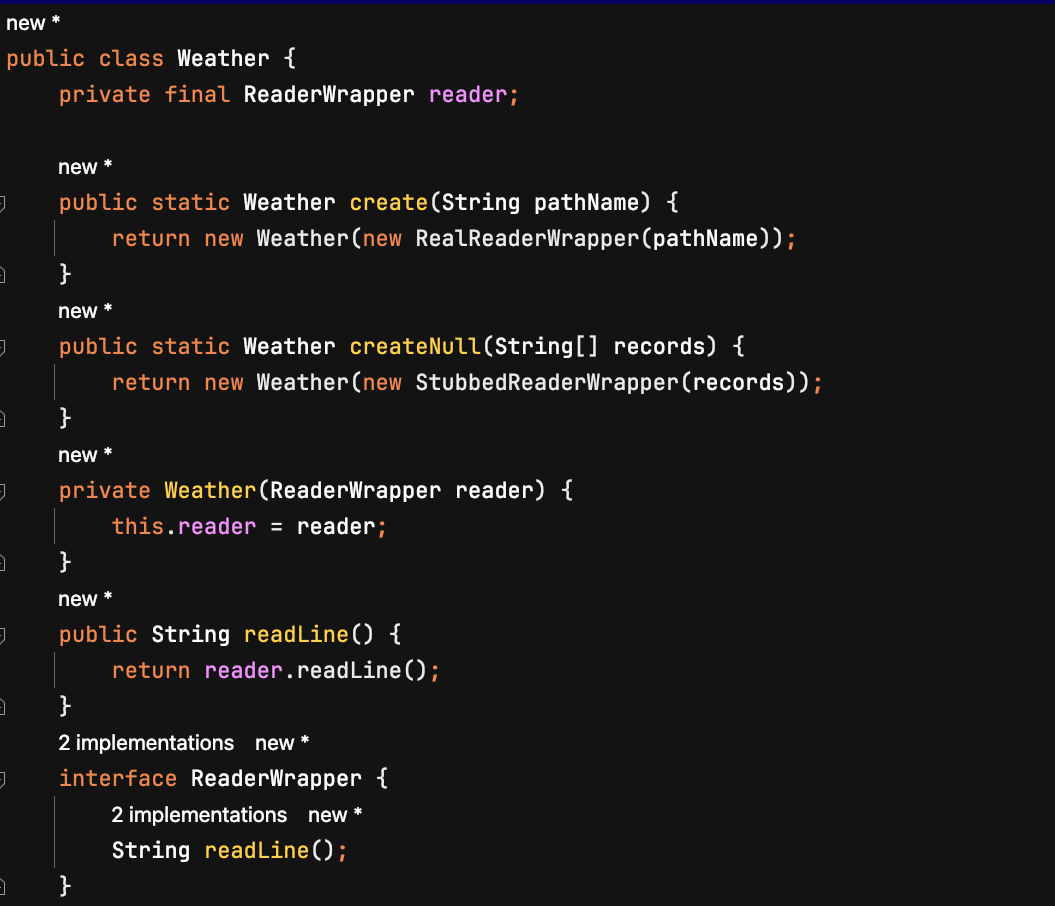 new *
public class Weather {
    private final ReaderWrapper reader;
    new *
    public static Weather create(String pathName) {
        return new Weather(new RealReaderWrapper(pathName));
    }
    new *
    public static Weather createNull(String[] records) {
        return new Weather(new StubbedReaderWrapper(records));
    }
    new *
    private Weather(ReaderWrapper reader) {
        this.reader = reader;
    }
    new *
    public String readLine() {
        return reader.readLine();
    }
    2 implementations   new *
    interface ReaderWrapper {
        2 implementations   new *
        String readLine();
    }